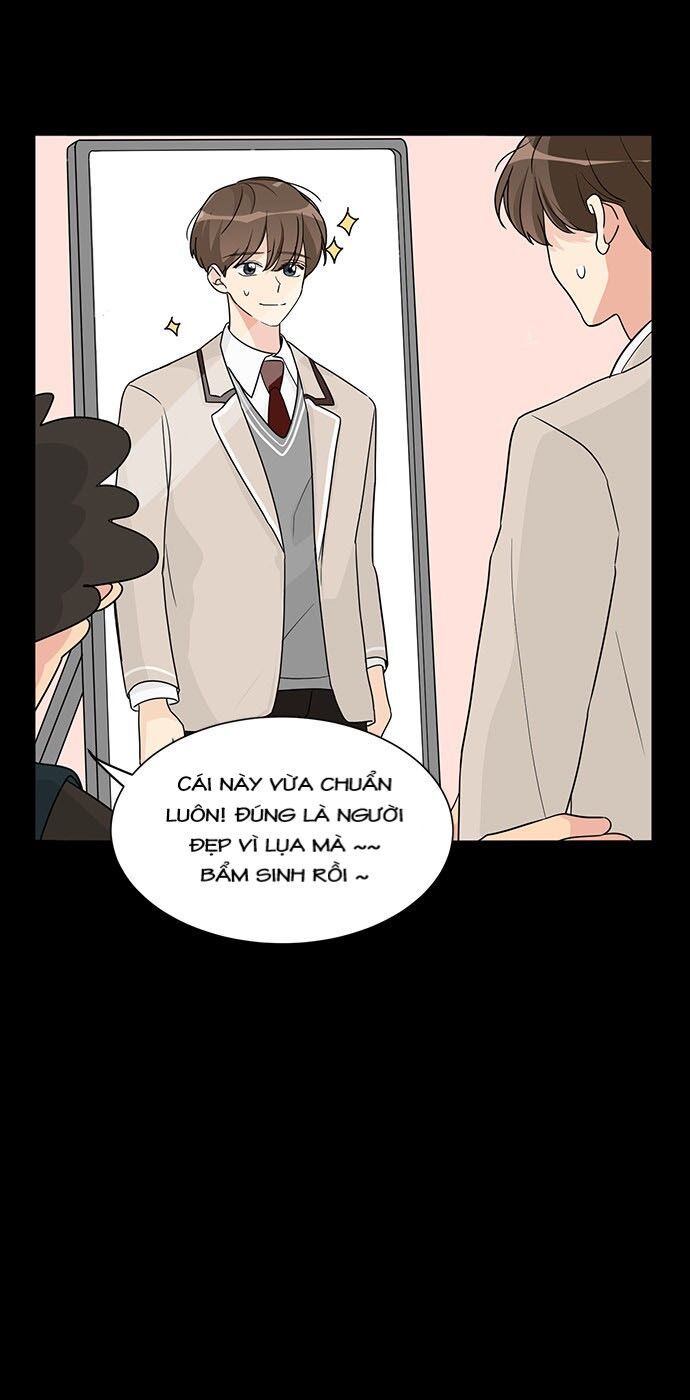 CÁI NÀY VỪA CHUẨN
LUÔN! ĐÚNG LÀ NGƯỜI
ĐẸP VÌ LỤA MÀ ~~
BẨM SINH RỒI ~